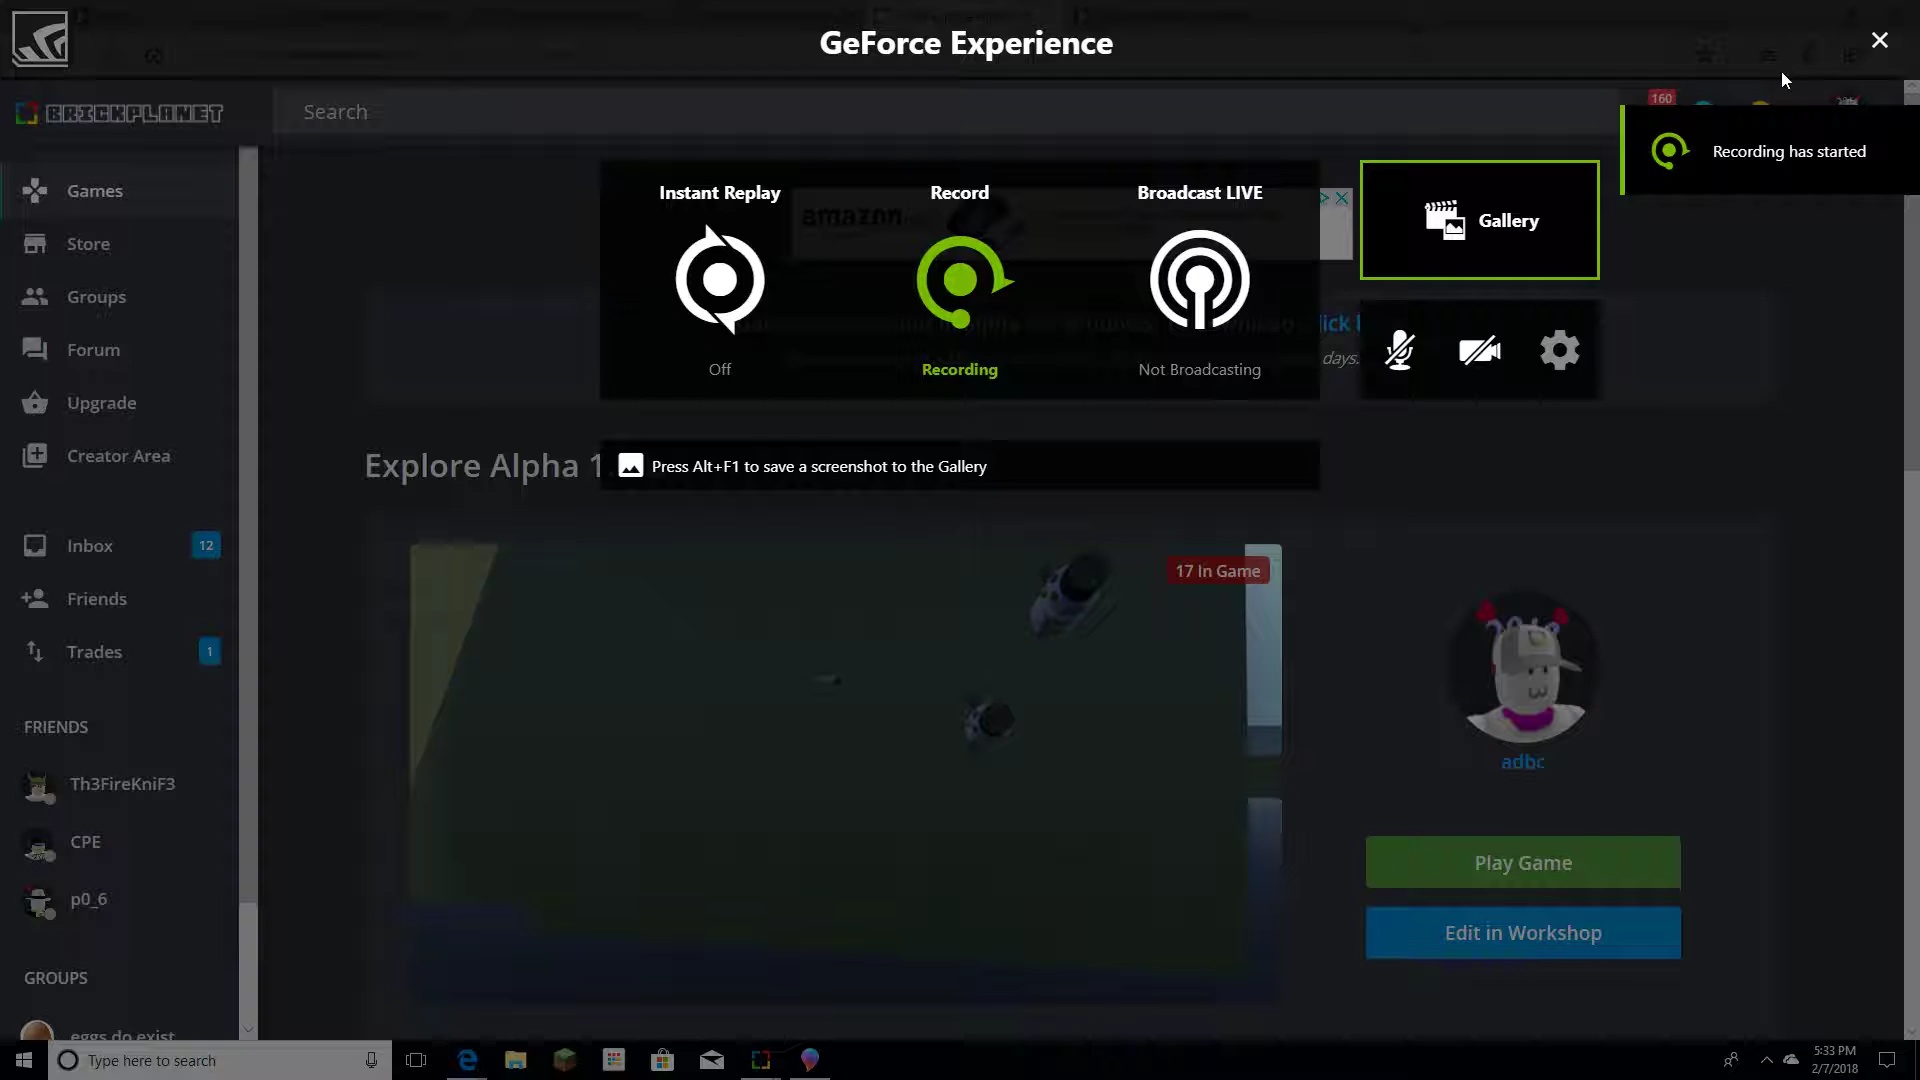 GeForce Experience
BRICKPLANET
Search
160
Recording has started
Instant Replay
Record
Broadcast LIVE
amazon
Gallery
Off
Recording
Not Broadcasting
days.
Press Alt+F1 to save a screenshot to the Gallery
Games
Store
Groups
Forum
Upgrade
Creator Area
Inbox
12
Friends
Trades
1
FRIENDS
Th3FireKniF3
CPE
p0_6
GROUPS
eggs do exist
Explore Alpha 1
17 In Game
adbc
Play Game
Edit in Workshop
Type here to search
5:33 PM
2/7/2018